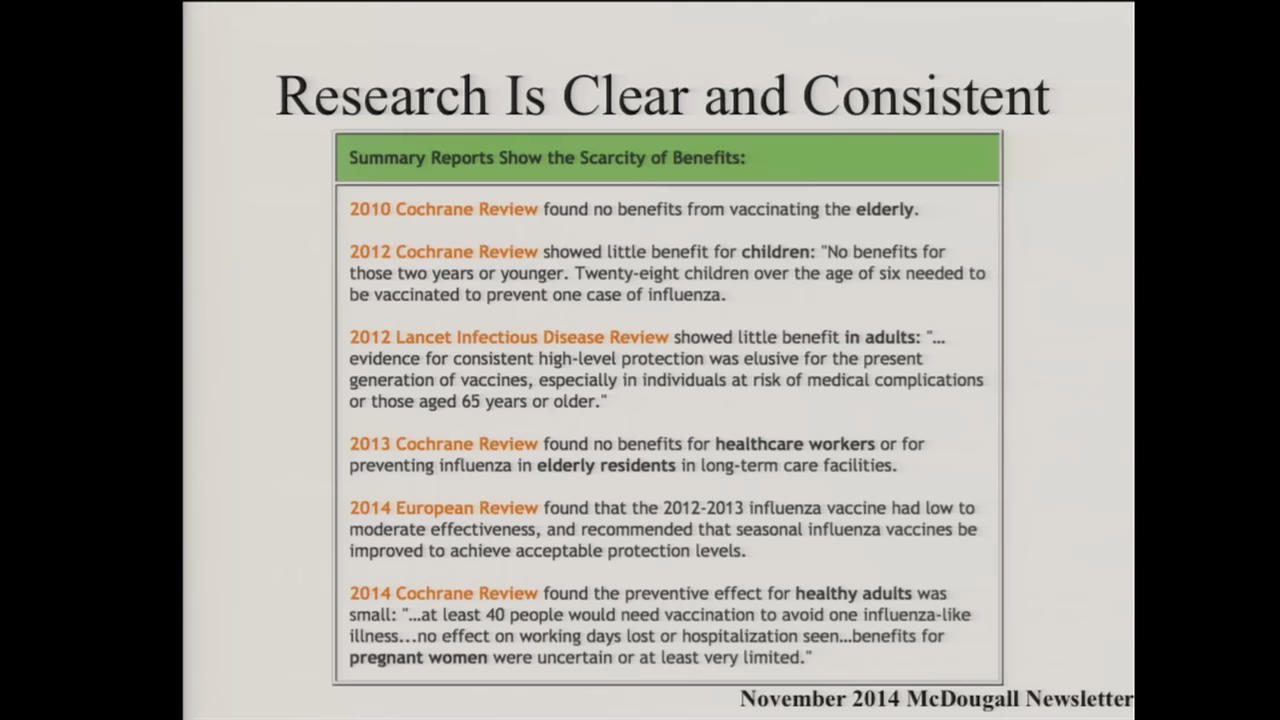 Research Is Clear and Consistent
Summary Reports Show the Scarcity of Benefits:
2010 Cochrane Review found no benefits from vaccinating the elderly.
2012 Cochrane Review showed little benefit for children: "No benefits for
those two years or younger. Twenty-eight children over the age of six needed to
be vaccinated to prevent one case of influenza.
2012 Lancet Infectious Disease Review showed little benefit in adults: "...
evidence for consistent high-level protection was elusive for the present
generation of vaccines, especially in individuals at risk of medical complications
or those aged 65 years or older."
2013 Cochrane Review found no benefits for healthcare workers or for
preventing influenza in elderly residents in long-term care facilities.
2014 European Review found that the 2012-2013 influenza vaccine had low to
moderate effectiveness, and recommended that seasonal influenza vaccines be
improved to achieve acceptable protection levels.
2014 Cochrane Review found the preventive effect for healthy adults was
small: "...at least 40 people would need vaccination to avoid one influenza-like
illness...no effect on working days lost or hospitalization seen...benefits for
pregnant women were uncertain or at least very limited."
November 2014 McDougall Newsletter